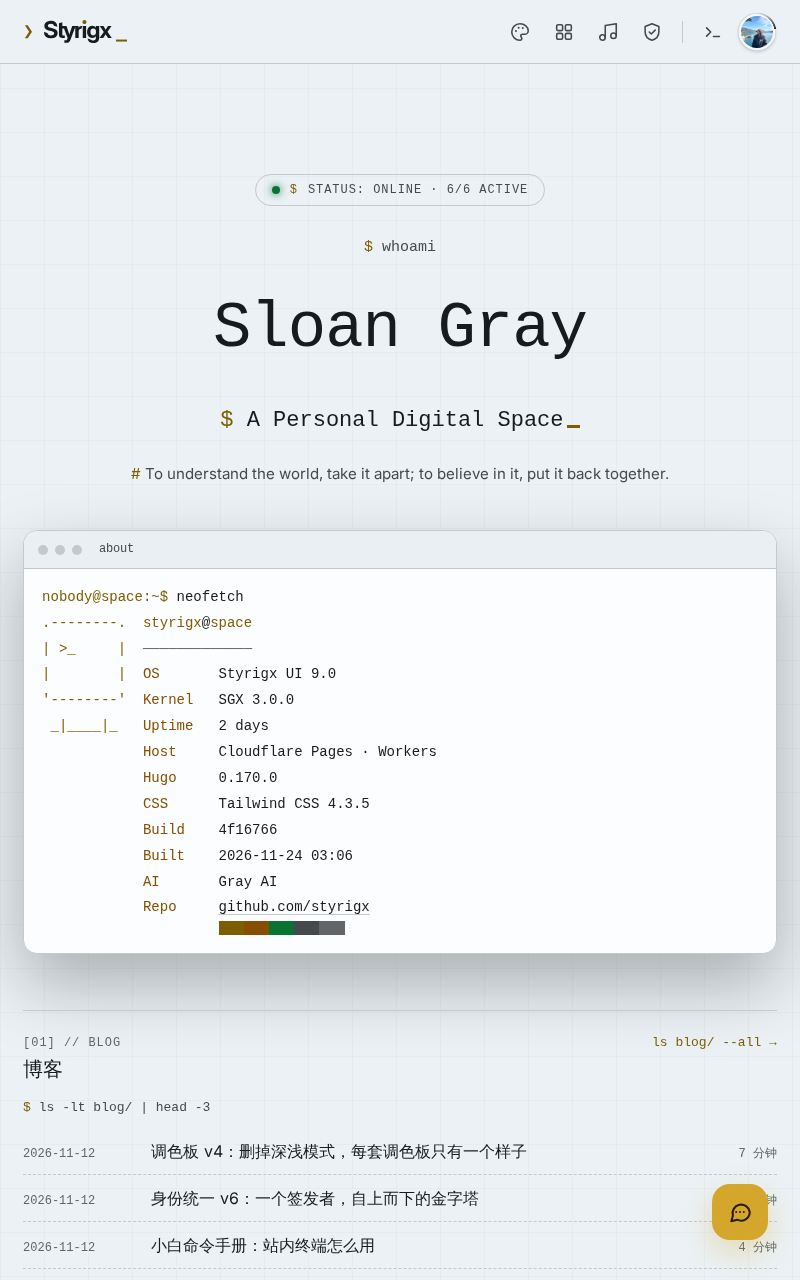 ❯ Styrigx _
$ STATUS: ONLINE · 6/6 ACTIVE
$ whoami
Sloan Gray
$ A Personal Digital Space_
# To understand the world, take it apart; to believe in it, put it back together.
about
nobody@space:~$ neofetch
.--------.  styrigx@space
| >_     |  ─────────────
|        |  OS       Styrigx UI 9.0
'--------'  Kernel   SGX 3.0.0
 _|____|_   Uptime   2 days
Host     Cloudflare Pages · Workers
Hugo     0.170.0
CSS      Tailwind CSS 4.3.5
Build    4f16766
Built    2026-11-24 03:06
AI       Gray AI
Repo     github.com/styrigx
[01] // BLOG
ls blog/ --all →
博客
$ ls -lt blog/ | head -3
2026-11-12 调色板 v4：删掉深浅模式，每套调色板只有一个样子 7 分钟
2026-11-12 身份统一 v6：一个签发者，自上而下的金字塔 钟
2026-11-12 小白命令手册：站内终端怎么用 4 分钟